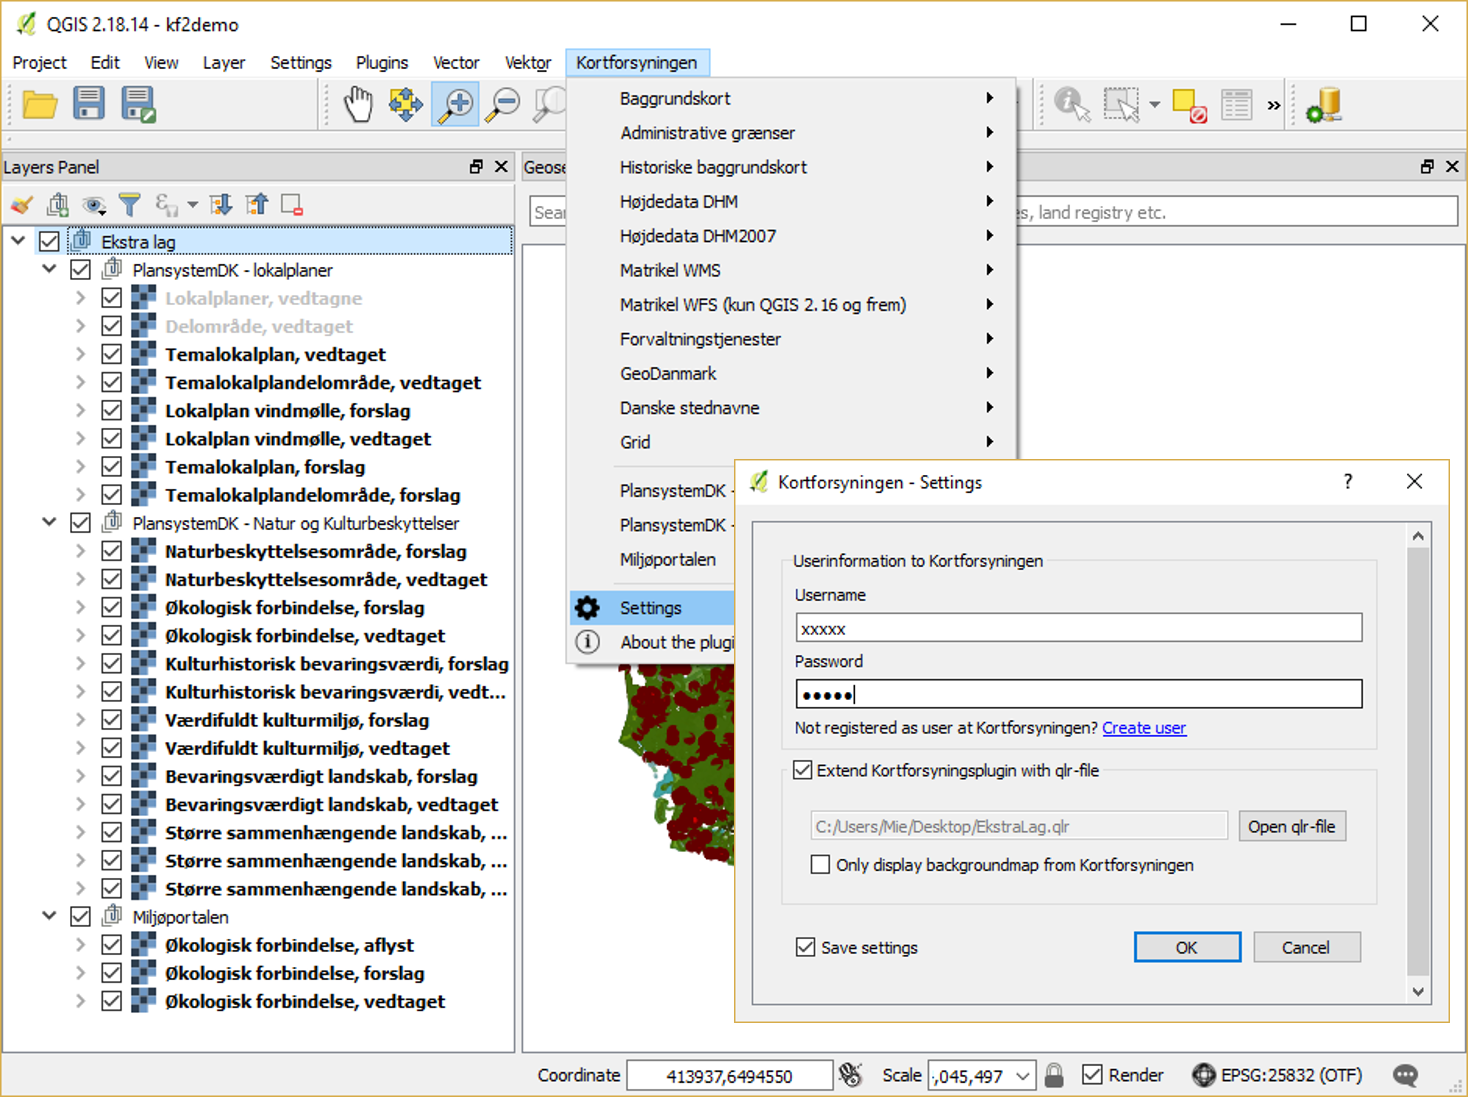 QGIS 2.18.14 - kf2demo
Project Edit View Layer Settings Plugins Vector Vektor Kortforsyningen
Layers Panel
Ekstra lag
PlansystemDK - lokalplaner
Lokalplaner, vedtagne
Delområde, vedtaget
Temalokalplan, vedtaget
Temalokalplandelområde, vedtaget
Lokalplan vindmølle, forslag
Lokalplan vindmølle, vedtaget
Temalokalplan, forslag
Temalokalplandelområde, forslag
PlansystemDK - Natur og Kulturbeskyttelser
Naturbeskyttelsesområde, forslag
Naturbeskyttelsesområde, vedtaget
Økologisk forbindelse, forslag
Økologisk forbindelse, vedtaget
Kulturhistorisk bevaringsværdi, forslag
Kulturhistorisk bevaringsværdi, vedt...
Værdifuldt kulturmiljø, forslag
Værdifuldt kulturmiljø, vedtaget
Bevaringsværdigt landskab, forslag
Bevaringsværdigt landskab, vedtaget
Større sammenhængende landskab, ...
Større sammenhængende landskab, ...
Større sammenhængende landskab, ...
Miljøportalen
Økologisk forbindelse, aflyst
Økologisk forbindelse, forslag
Økologisk forbindelse, vedtaget
Geose
Sea
es, land registry etc.
Baggrundskort
Administrative grænser
Historiske baggrundskort
Højdedata DHM
Højdedata DHM2007
Matrikel WMS
Matrikel WFS (kun QGIS 2.16 og frem)
Forvaltningstjenester
GeoDanmark
Danske stednavne
Grid
PlansystemDK -
PlansystemDK -
Miljøportalen
Settings
About the plugi
Kortforsyningen - Settings
?
Userinformation to Kortforsyningen
Username
xxxxx
Password
●●●●●
Not registered as user at Kortforsyningen? Create user
Extend Kortforsyningsplugin with qlr-file
C:/Users/Mie/Desktop/EkstraLag.qlr Open qlr-file
Only display backgroundmap from Kortforsyningen
Save settings OK Cancel
Coordinate 413937,6494550 Scale ,045,497 Render EPSG:25832 (OTF)